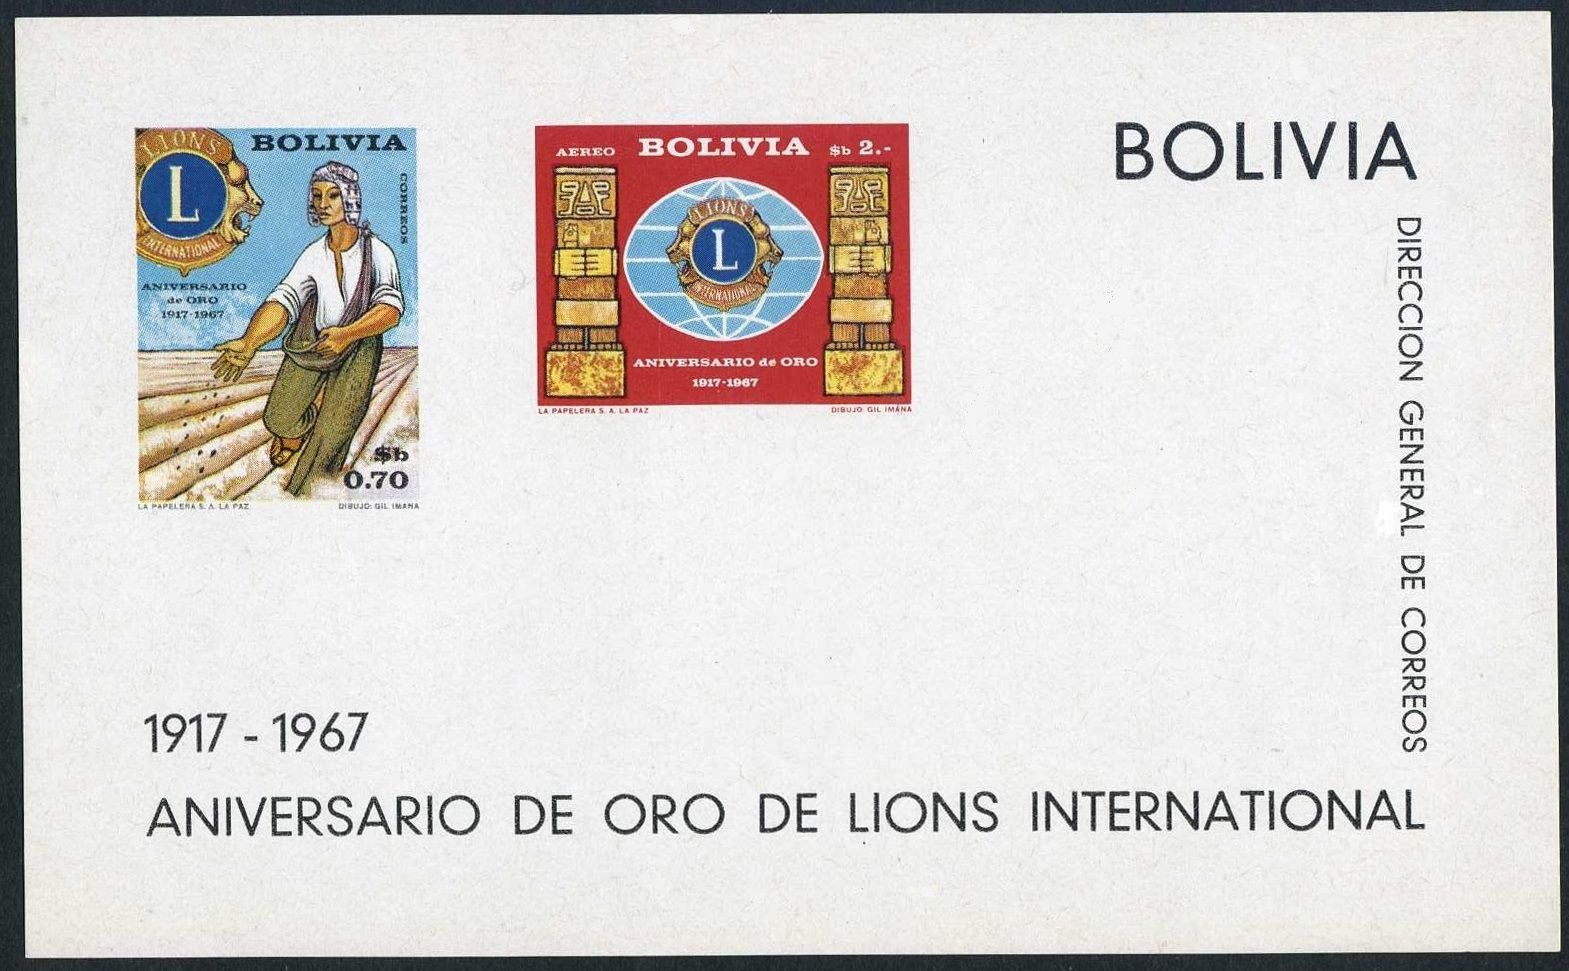 LIONS
L
INTERNATIONAL
BOLIVIA
CORREOS
ANIVERSARIO
de ORO
1917-1967
$b
0.70
LA PAPELERA S. A. LA PAZ
DIBUJO: GIL IMANA
AEREO BOLIVIA $b 2.-
LIONS
L
INTERNATIONAL
ANIVERSARIO de ORO
1917-1967
LA PAPELERA S. A. LA PAZ
DIBUJO: GIL IMÁNA
BOLIVIA
DIRECCION GENERAL DE CORREOS
1917 - 1967
ANIVERSARIO DE ORO DE LIONS INTERNATIONAL